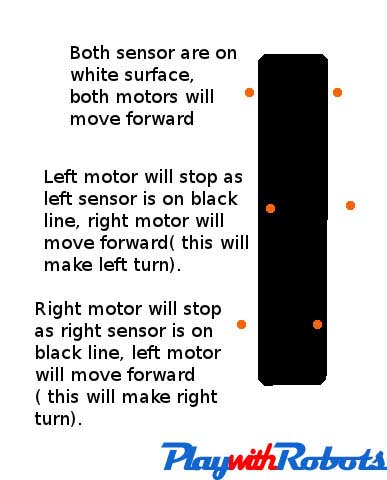 Both sensor are on
white surface,
both motors will
move forward
Left motor will stop as
left sensor is on black
line, right motor will
move forward( this will
make left turn).
Right motor will stop
as right sensor is on
black line, left motor
will move forward
( this will make right
turn).
PlaywithRobots